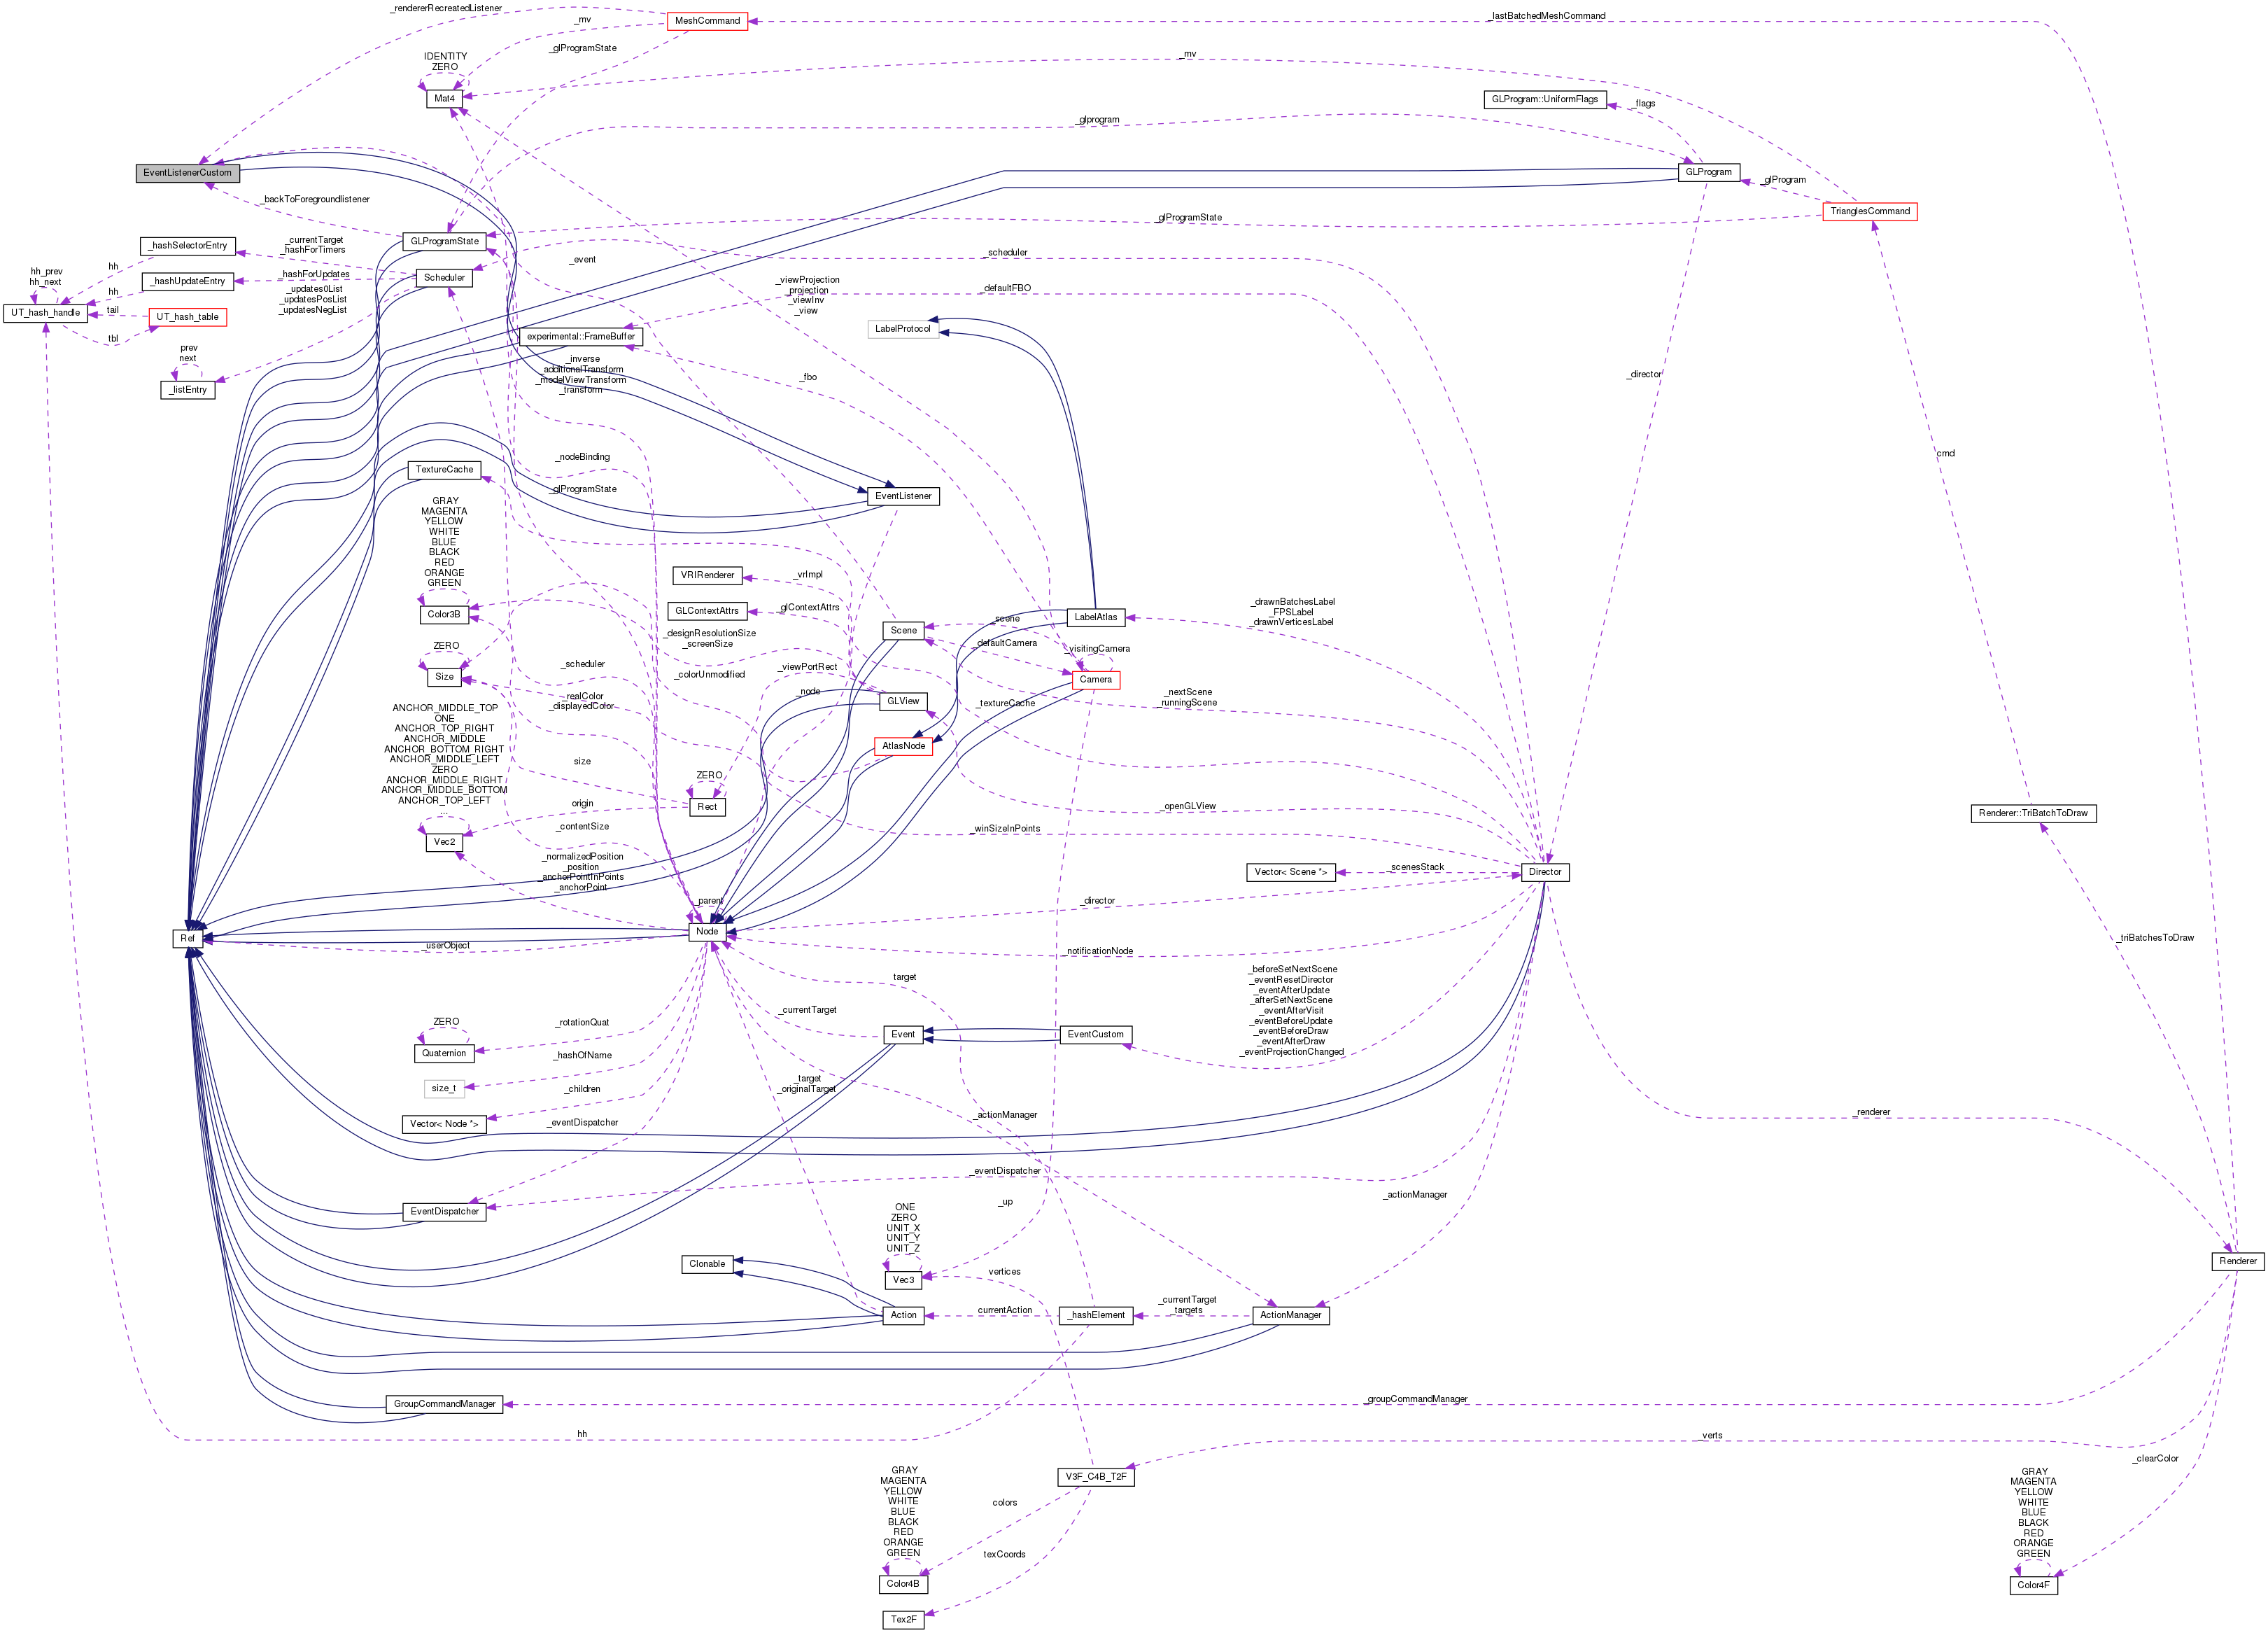 _rendererRecreatedListener
MeshCommand
_lastBatchedMeshCommand
_mv
_glProgramState
IDENTITY
ZERO
_mv
Mat4
GLProgram::UniformFlags
_flags
_glprogram
EventListenerCustom
GLProgram
_glProgram
_backToForegroundlistener
TrianglesCommand
_glProgramState
GLProgramState
_hashSelectorEntry
_currentTarget
_hashForTimers
_scheduler
_event
hh
Scheduler
hh_prev
hh_next
_hashForUpdates
_hashUpdateEntry
hh
_viewProjection
_projection
_viewInv
_view
_defaultFBO
_updates0List
_updatesPosList
_updatesNegList
UT_hash_handle
tail
UT_hash_table
tbl
LabelProtocol
experimental::FrameBuffer
prev
next
_listEntry
_inverse
_additionalTransform
_modelViewTransform
_transform
_fbo
_director
cmd
_nodeBinding
TextureCache
_glProgramState
EventListener
GRAY
MAGENTA
YELLOW
WHITE
BLUE
BLACK
RED
ORANGE
GREEN
Color3B
VRIRenderer
_vrImpl
GLContextAttrs
_glContextAttrs
_drawnBatchesLabel
_FPSLabel
_drawnVerticesLabel
LabelAtlas
_scene
Scene
_designResolutionSize
_screenSize
_defaultCamera
_visitingCamera
ZERO
Size
_scheduler
_colorUnmodified
_viewPortRect
Camera
_node
GLView
_nextScene
_runningScene
_realColor
_displayedColor
_textureCache
ANCHOR_MIDDLE_TOP
ONE
ANCHOR_TOP_RIGHT
ANCHOR_MIDDLE
ANCHOR_BOTTOM_RIGHT
ANCHOR_MIDDLE_LEFT
ZERO
ANCHOR_MIDDLE_RIGHT
ANCHOR_MIDDLE_BOTTOM
ANCHOR_TOP_LEFT
...
AtlasNode
size
ZERO
Rect
origin
_openGLView
Renderer::TriBatchToDraw
_contentSize
_winSizeInPoints
Vec2
_normalizedPosition
_position
_anchorPointInPoints
_anchorPoint
Vector< Scene *>
_scenesStack
Director
_parent
_director
Node
Ref
_userObject
_notificationNode
_triBatchesToDraw
target
_beforeSetNextScene
_eventResetDirector
_eventAfterUpdate
_afterSetNextScene
_eventAfterVisit
_eventBeforeUpdate
_eventBeforeDraw
_eventAfterDraw
_eventProjectionChanged
_currentTarget
Event
EventCustom
ZERO
_rotationQuat
Quaternion
_hashOfName
size_t
_target
_originalTarget
_children
Vector< Node *>
_eventDispatcher
_actionManager
_renderer
_eventDispatcher
EventDispatcher
_actionManager
_up
ONE
ZERO
UNIT_X
UNIT_Y
UNIT_Z
Vec3
Clonable
vertices
Renderer
Action
currentAction
_hashElement
_currentTarget
_targets
ActionManager
GroupCommandManager
_groupCommandManager
hh
_verts
V3F_C4B_T2F
_clearColor
GRAY
MAGENTA
YELLOW
WHITE
BLUE
BLACK
RED
ORANGE
GREEN
Color4B
colors
texCoords
Tex2F
GRAY
MAGENTA
YELLOW
WHITE
BLUE
BLACK
RED
ORANGE
GREEN
Color4F